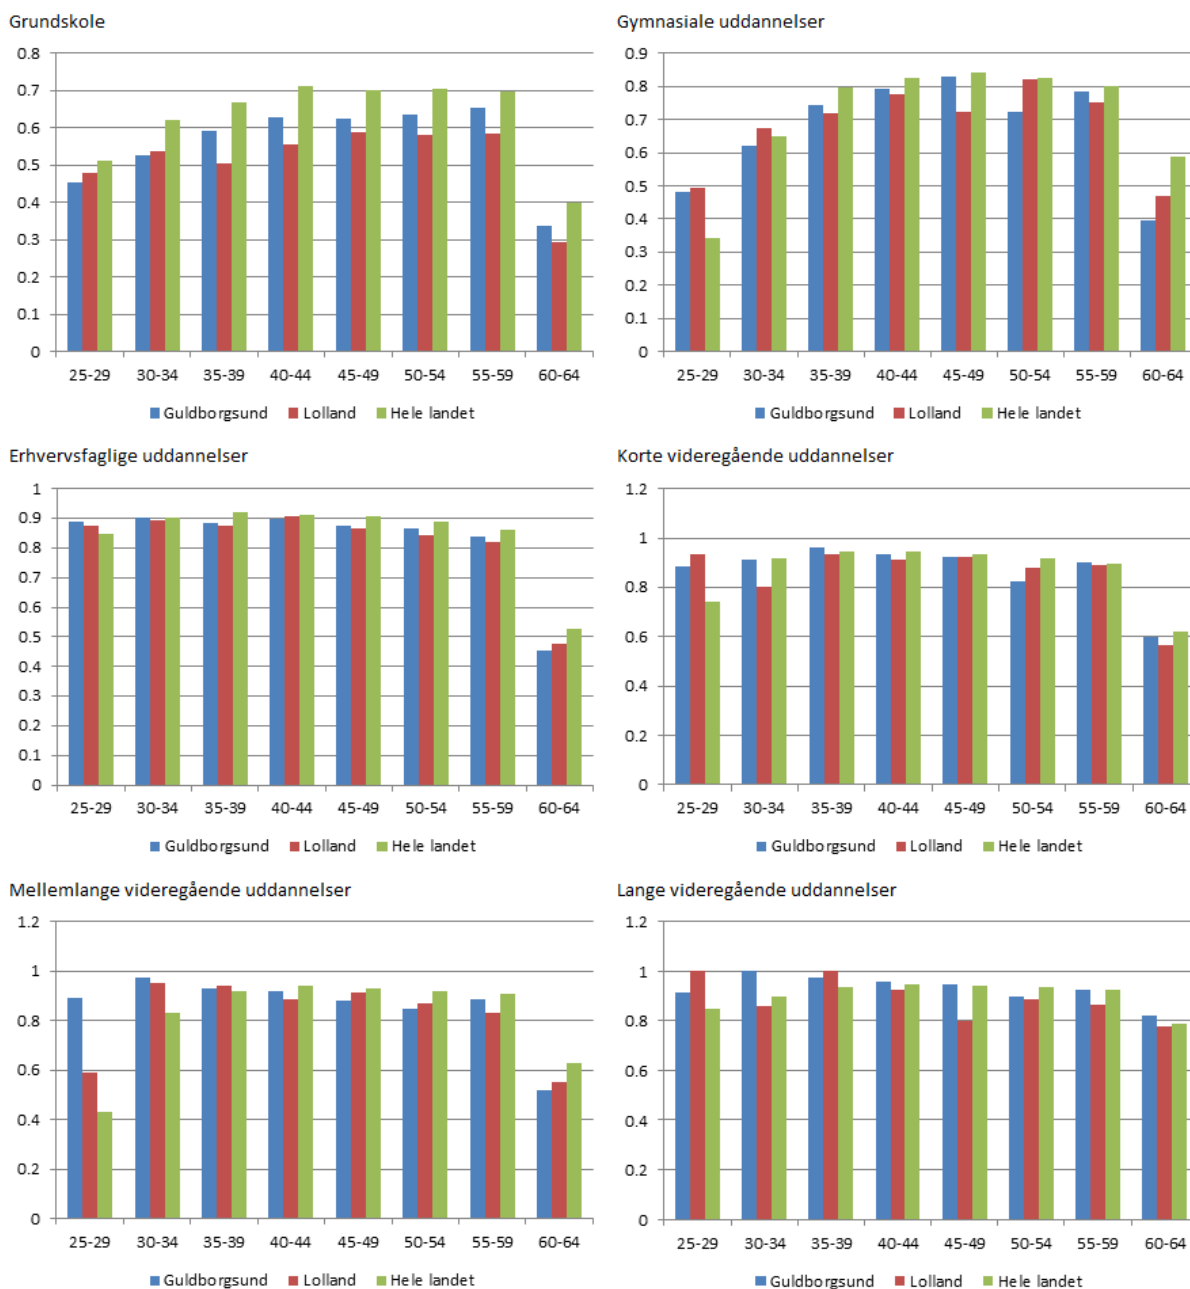 Grundskole
0.8
0.7
0.6
0.5
0.4
0.3
0.2
0.1
0
25-29 30-34 35-39 40-44 45-49 50-54 55-59 60-64
Guldborgsund Lolland Hele landet
Gymnasiale uddannelser
0.9
0.8
0.7
0.6
0.5
0.4
0.3
0.2
0.1
0
25-29 30-34 35-39 40-44 45-49 50-54 55-59 60-64
Guldborgsund Lolland Hele landet
Erhvervsfaglige uddannelser
1
0.9
0.8
0.7
0.6
0.5
0.4
0.3
0.2
0.1
0
25-29 30-34 35-39 40-44 45-49 50-54 55-59 60-64
Guldborgsund Lolland Hele landet
Korte videregående uddannelser
1.2
1
0.8
0.6
0.4
0.2
0
25-29 30-34 35-39 40-44 45-49 50-54 55-59 60-64
Guldborgsund Lolland Hele landet
Mellemlange videregående uddannelser
1.2
1
0.8
0.6
0.4
0.2
0
25-29 30-34 35-39 40-44 45-49 50-54 55-59 60-64
Guldborgsund Lolland Hele landet
Lange videregående uddannelser
1.2
1
0.8
0.6
0.4
0.2
0
25-29 30-34 35-39 40-44 45-49 50-54 55-59 60-64
Guldborgsund Lolland Hele landet